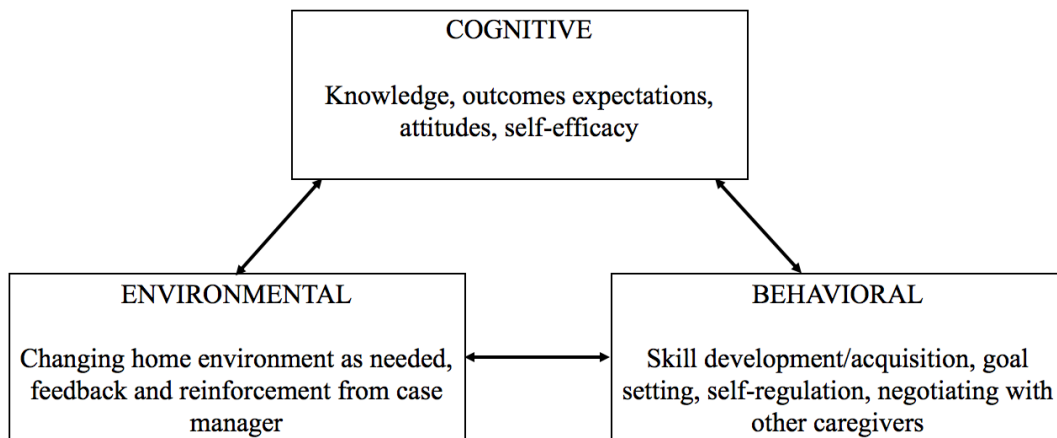 COGNITIVE
Knowledge, outcomes expectations,
attitudes, self-efficacy
ENVIRONMENTAL
Changing home environment as needed,
feedback and reinforcement from case
manager
BEHAVIORAL
Skill development/acquisition, goal
setting, self-regulation, negotiating with
other caregivers